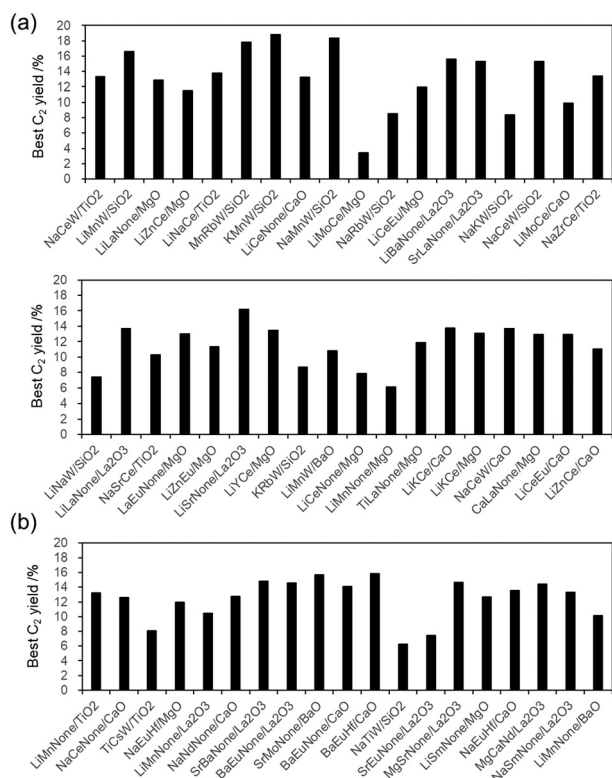 (a)
Best C₂ yield /%
20
18
16
14
12
10
8
6
4
2
0
NaCeW/TiO2
LiMnW/SiO2
LiLaNone/MgO
LiZnCe/MgO
LiNaCe/TiO2
MnRbW/SiO2
KMnW/SiO2
LiCeNone/CaO
NaMnW/SiO2
LiMoCe/MgO
NaRbW/SiO2
LiCeEu/MgO
LiBaNone/La2O3
SrLaNone/La2O3
NaKW/SiO2
NaCeW/SiO2
LiMoCe/CaO
NaZrCe/TiO2
Best C₂ yield /%
20
18
16
14
12
10
8
6
4
2
0
LiNaW/SiO2
LiLaNone/La2O3
NaSrCe/TiO2
LaEuNone/MgO
LiZnEu/MgO
LiSrNone/La2O3
LiYCe/MgO
KRbW/SiO2
LiMnW/BaO
LiCeNone/MgO
LiMnNone/MgO
TiLaNone/MgO
LiKCe/CaO
LiKCe/MgO
NaCeW/CaO
CaLaNone/MgO
LiCeEu/CaO
LiZnCe/CaO
(b)
Best C₂ yield /%
20
18
16
14
12
10
8
6
4
2
0
LiMnNone/TiO2
NaCeNone/CaO
TiCsW/TiO2
NaEuHf/MgO
LiMnNone/La2O3
NaNdNone/CaO
SrBaNone/La2O3
BaEuNone/La2O3
SrMoNone/BaO
BaEuNone/CaO
BaEuHf/CaO
NaTiW/SiO2
SrEuNone/La2O3
MgSrNone/La2O3
LiSmNone/MgO
NaEuHf/CaO
MgCaNd/La2O3
NaSmNone/La2O3
LiMnNone/BaO